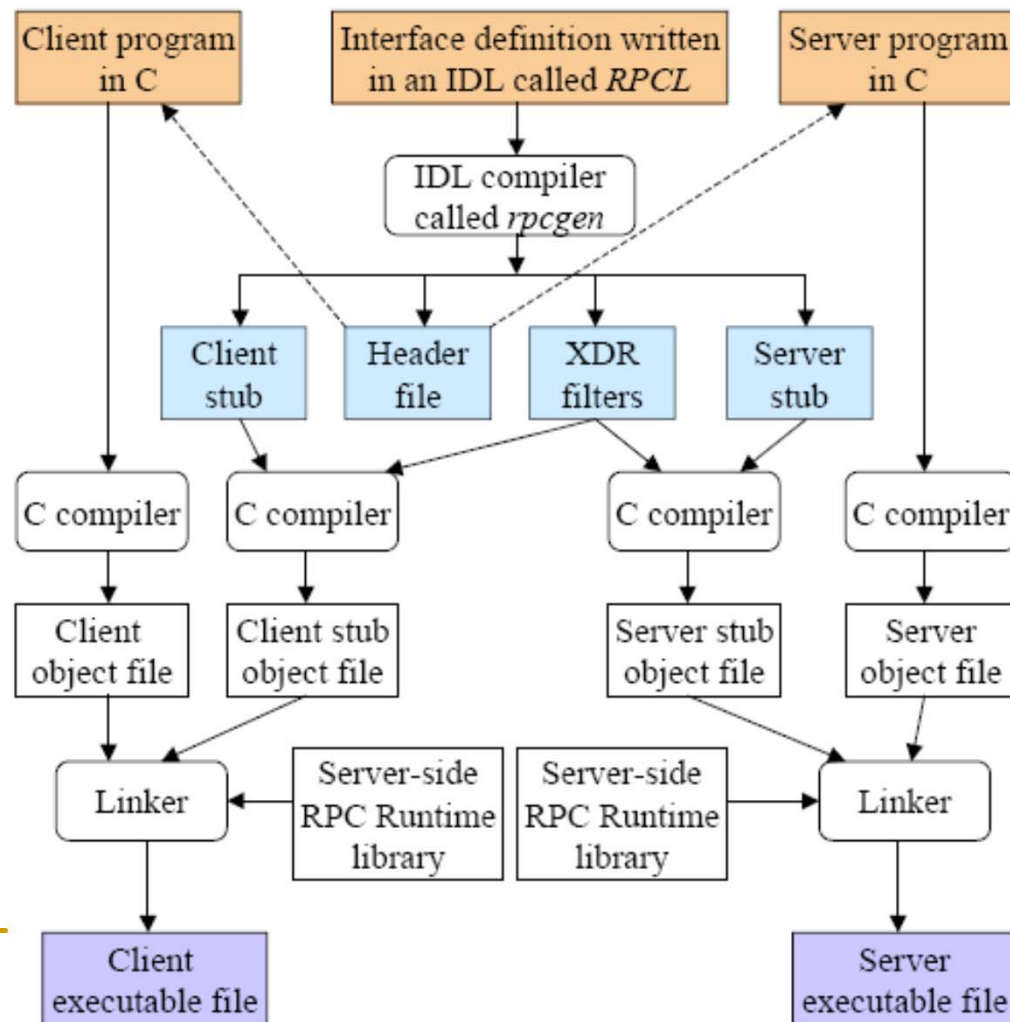 Client program
in C
Interface definition written
in an IDL called RPCL
Server program
in C
IDL compiler
called rpcgen
Client
stub
Header
file
XDR
filters
Server
stub
C compiler
C compiler
C compiler
C compiler
Client
object file
Client stub
object file
Server stub
object file
Server
object file
Linker
Server-side
RPC Runtime
library
Server-side
RPC Runtime
library
Linker
Client
executable file
Server
executable file